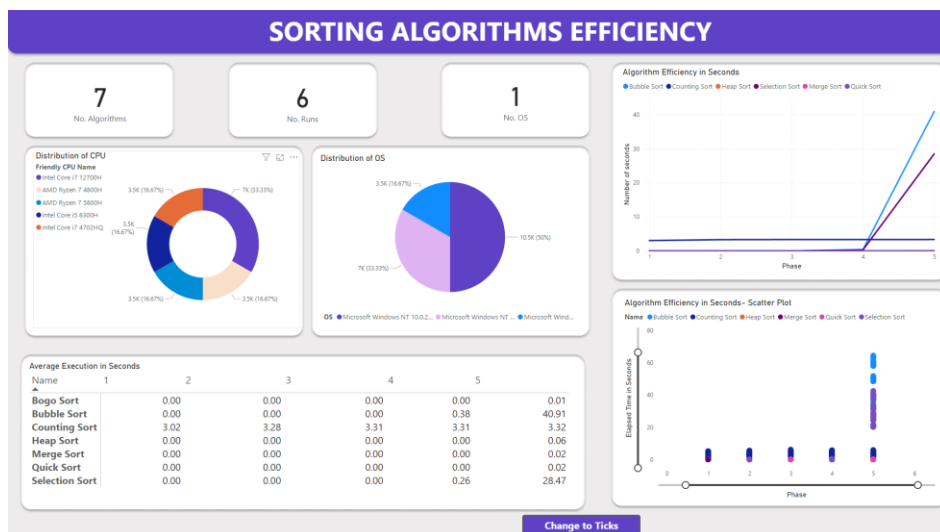 SORTING ALGORITHMS EFFICIENCY
7
No. Algorithms
6
No. Runs
1
No. OS
Distribution of CPU
Friendly CPU Name
Intel Core i7 12700H
AMD Ryzen 7 4800H
AMD Ryzen 7 5800H
Intel Core i5 8300H
Intel Core i7 4702HQ
3.5K (16.67%)
7K (33.33%)
3.5K
(16.67%)
3.5K (16.67%)
3.5K (16.67%)
Distribution of OS
3.5K (16.67%)
10.5K (50%)
7K (33.33%)
OS Microsoft Windows NT 10.0.2... Microsoft Windows NT ... Microsoft Wind...
Algorithm Efficiency in Seconds
Bubble Sort Counting Sort Heap Sort Selection Sort Merge Sort Quick Sort
Number of seconds
40
30
20
10
0
1 2 3 4 5
Phase
Algorithm Efficiency in Seconds- Scatter Plot
Name Bubble Sort Counting Sort Heap Sort Merge Sort Quick Sort Selection Sort
Elapsed Time in Seconds
80
60
40
20
0
0 1 2 3 4 5 6
Phase
Average Execution in Seconds
Name 1 2 3 4 5
Bogo Sort 0.00 0.00 0.00 0.00 0.01
Bubble Sort 0.00 0.00 0.00 0.38 40.91
Counting Sort 3.02 3.28 3.31 3.31 3.32
Heap Sort 0.00 0.00 0.00 0.00 0.06
Merge Sort 0.00 0.00 0.00 0.00 0.02
Quick Sort 0.00 0.00 0.00 0.00 0.02
Selection Sort 0.00 0.00 0.00 0.26 28.47
Change to Ticks